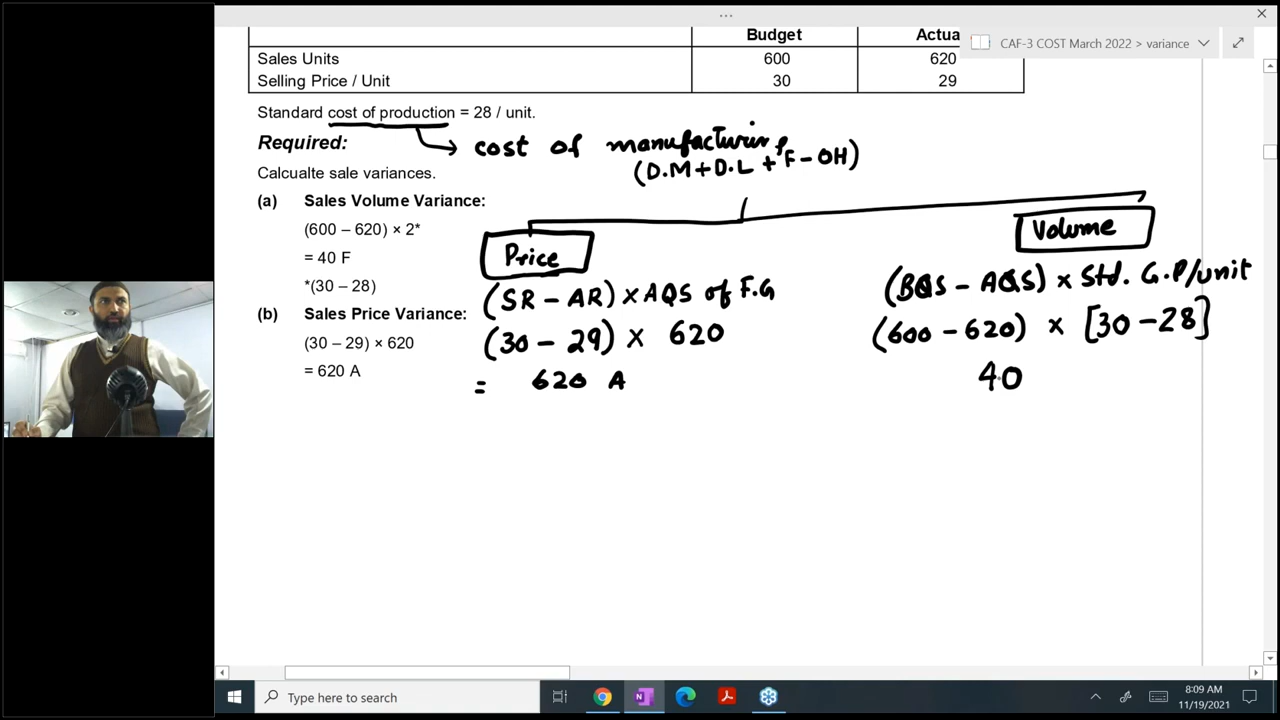 CAF-3 COST March 2022 > variance
Budget Actua
Sales Units 600 620
Selling Price / Unit 30 29
Standard cost of production = 28 / unit.
Required:
cost of manufacturing
(D.M+D.L + F-OH)
Calcualte sale variances.
(a) Sales Volume Variance:
(600 – 620) × 2*
= 40 F
*(30 – 28)
(b) Sales Price Variance:
(30 – 29) × 620
= 620 A
Price
(SR - AR) × AQS of F.G
(30 - 29) × 620
= 620 A
Volume
(BQS - AQS) × Std. G.P/unit
(600 - 620) × [30 - 28]
40
Type here to search
8:09 AM
11/19/2021